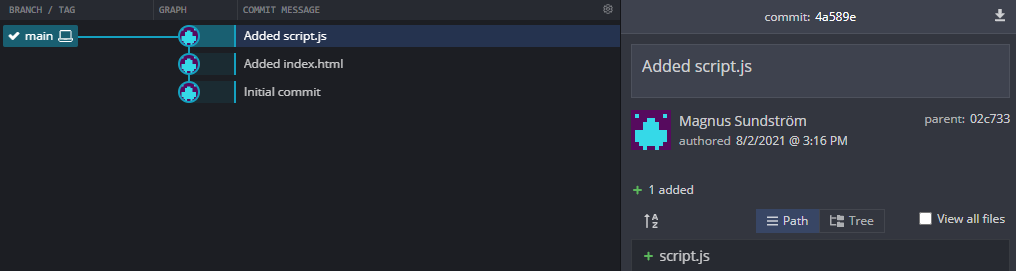 BRANCH / TAG GRAPH COMMIT MESSAGE
main Added script.js
Added index.html
Initial commit
commit: 4a589e
Added script.js
Magnus Sundström parent: 02c733
authored 8/2/2021 @ 3:16 PM
+ 1 added
A Z Path Tree View all files
+ script.js